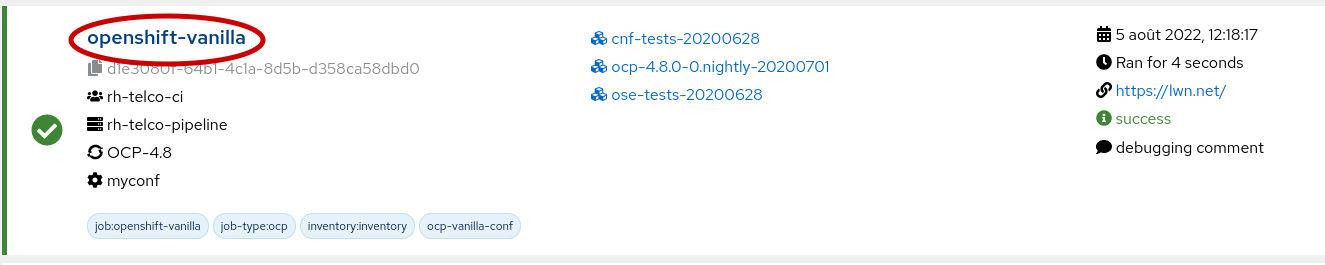 openshift-vanilla
d1e3080f-64b1-4c1a-8d5b-d358ca58dbd0
rh-telco-ci
rh-telco-pipeline
OCP-4.8
myconf
job:openshift-vanilla job-type:ocp inventory:inventory ocp-vanilla-conf
cnf-tests-20200628
ocp-4.8.0-0.nightly-20200701
ose-tests-20200628
5 août 2022, 12:18:17
Ran for 4 seconds
https://lwn.net/
success
debugging comment